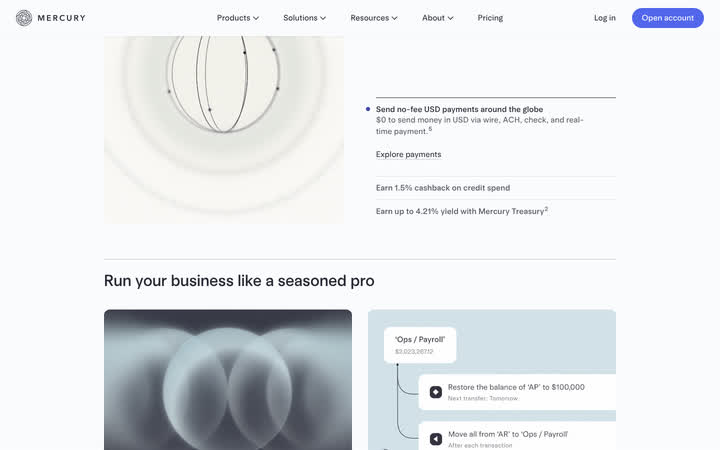 MERCURY
Products
Solutions
Resources
About
Pricing
Log in
Open account
Send no-fee USD payments around the globe
$0 to send money in USD via wire, ACH, check, and real-
time payment.5
Explore payments
Earn 1.5% cashback on credit spend
Earn up to 4.21% yield with Mercury Treasury2
Run your business like a seasoned pro
'Ops / Payroll'
$2,023,267.12
Restore the balance of 'AP' to $100,000
Next transfer: Tomorrow
Move all from 'AR' to 'Ops / Payroll'
After each transaction